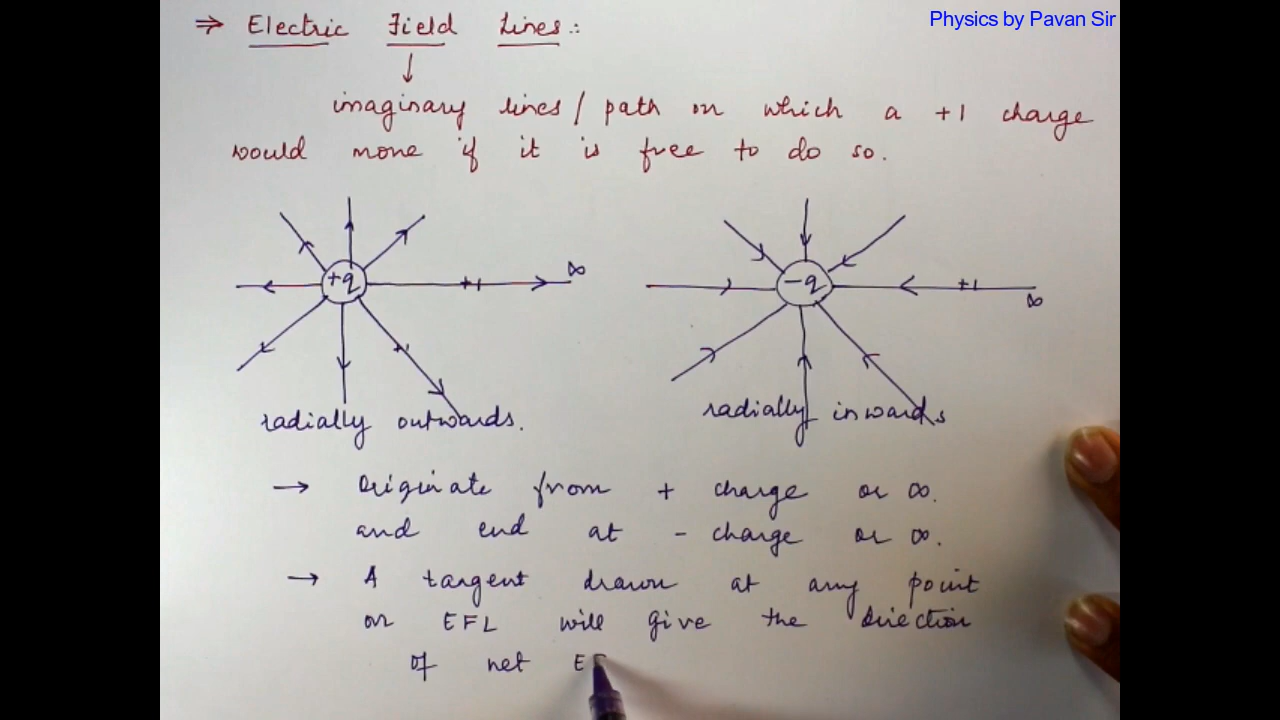 Physics by Pavan Sir
⇒ Electric Field Lines :
↓
imaginary lines / path on which a +1 charge
would move if it is free to do so.
+q +1 ∞
+1
-q +1 ∞
radially outwards.
radially inwards
→ Originate from + charge or ∞.
and end at - charge or ∞.
→ A tangent drawn at any point
on EFL will give the direction
of net E